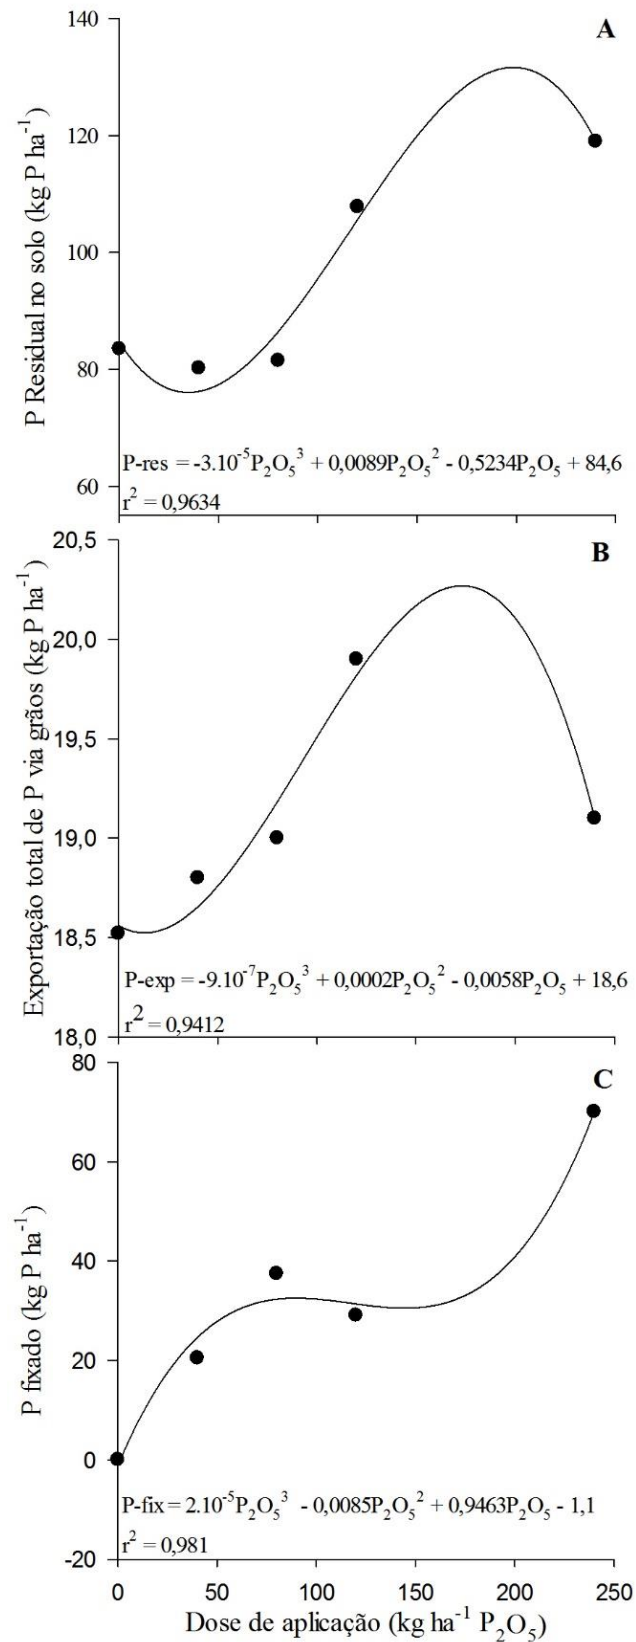 A
140
120
100
80
60
P Residual no solo (kg P ha⁻¹)
P-res = -3.10⁻⁵P₂O₅³ + 0,0089P₂O₅² - 0,5234P₂O₅ + 84,6
r² = 0,9634
B
20,5
20,0
19,5
19,0
18,5
18,0
Exportação total de P via grãos (kg P ha⁻¹)
P-exp = -9.10⁻⁷P₂O₅³ + 0,0002P₂O₅² - 0,0058P₂O₅ + 18,6
r² = 0,9412
C
80
60
40
20
0
-20
P fixado (kg P ha⁻¹)
P-fix = 2.10⁻⁵P₂O₅³ - 0,0085P₂O₅² + 0,9463P₂O₅ - 1,1
r² = 0,981
0 50 100 150 200 250
Dose de aplicação (kg ha⁻¹ P₂O₅)